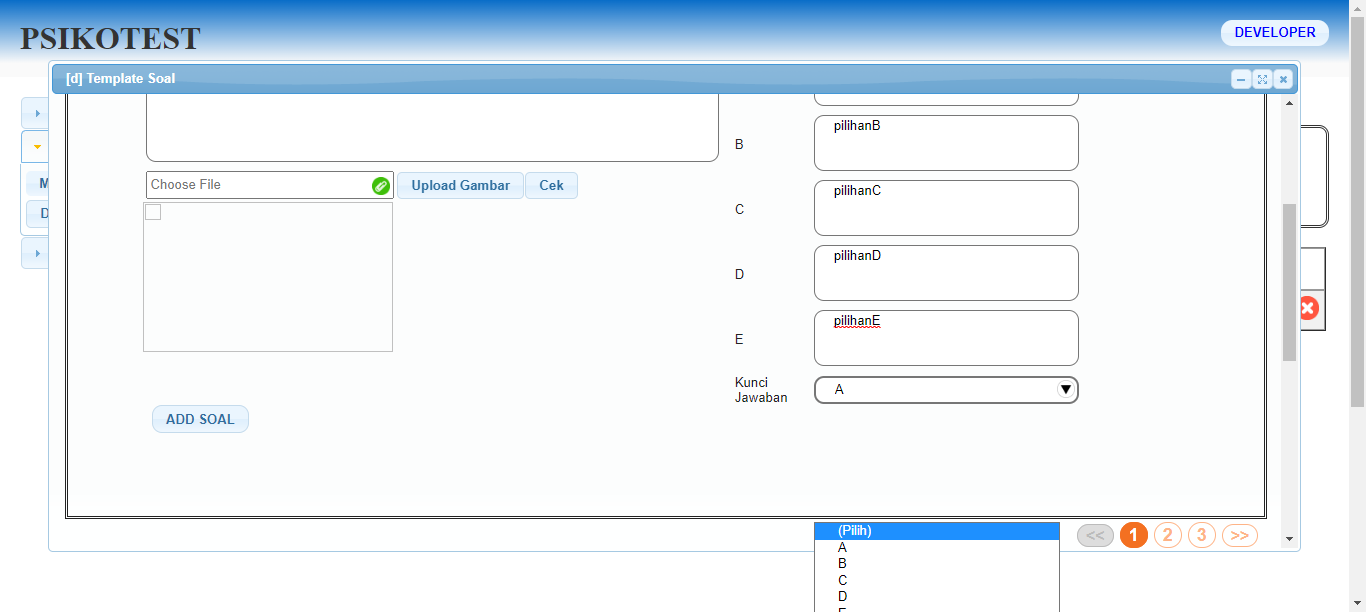 PSIKOTEST
DEVELOPER
[d] Template Soal
M
D
B
pilihanB
Choose File
Upload Gambar
Cek
C
pilihanC
D
pilihanD
E
pilihanE
Kunci
Jawaban
A
ADD SOAL
(Pilih)
A
B
C
D
<<
1
2
3
>>